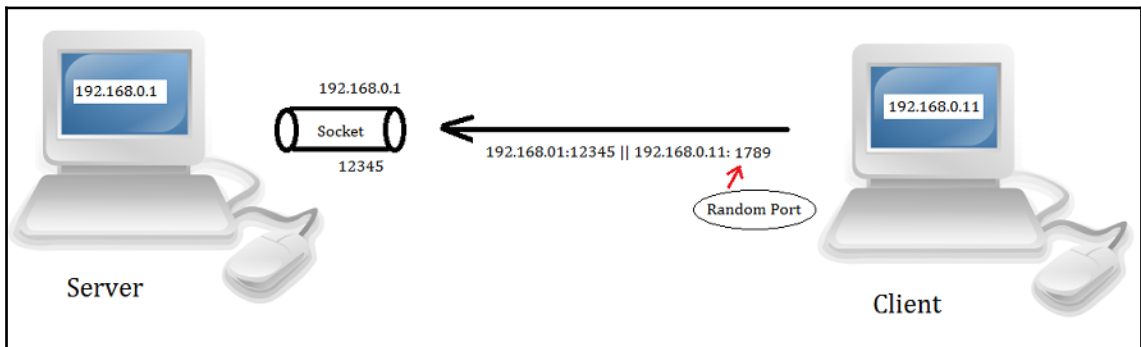 192.168.0.1
192.168.0.1
Socket
12345
192.168.01:12345 || 192.168.0.11: 1789
Random Port
192.168.0.11
Server
Client